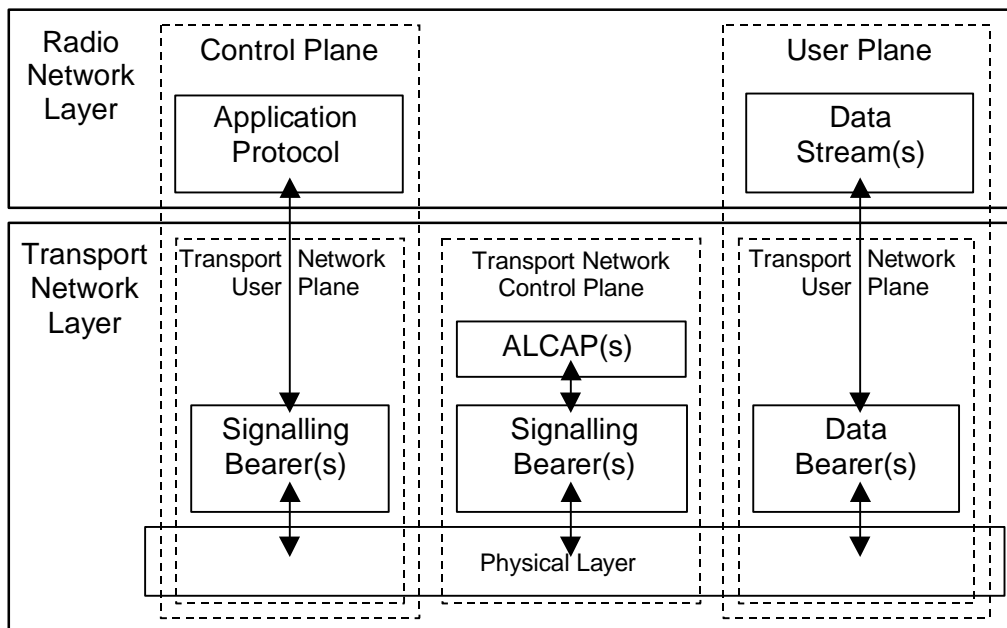 Radio
Network
Layer
Control Plane
User Plane
Application
Protocol
Data
Stream(s)
Transport
Network
Layer
Transport Network
User Plane
Transport Network
Control Plane
Transport Network
User Plane
ALCAP(s)
Signalling
Bearer(s)
Signalling
Bearer(s)
Data
Bearer(s)
Physical Layer